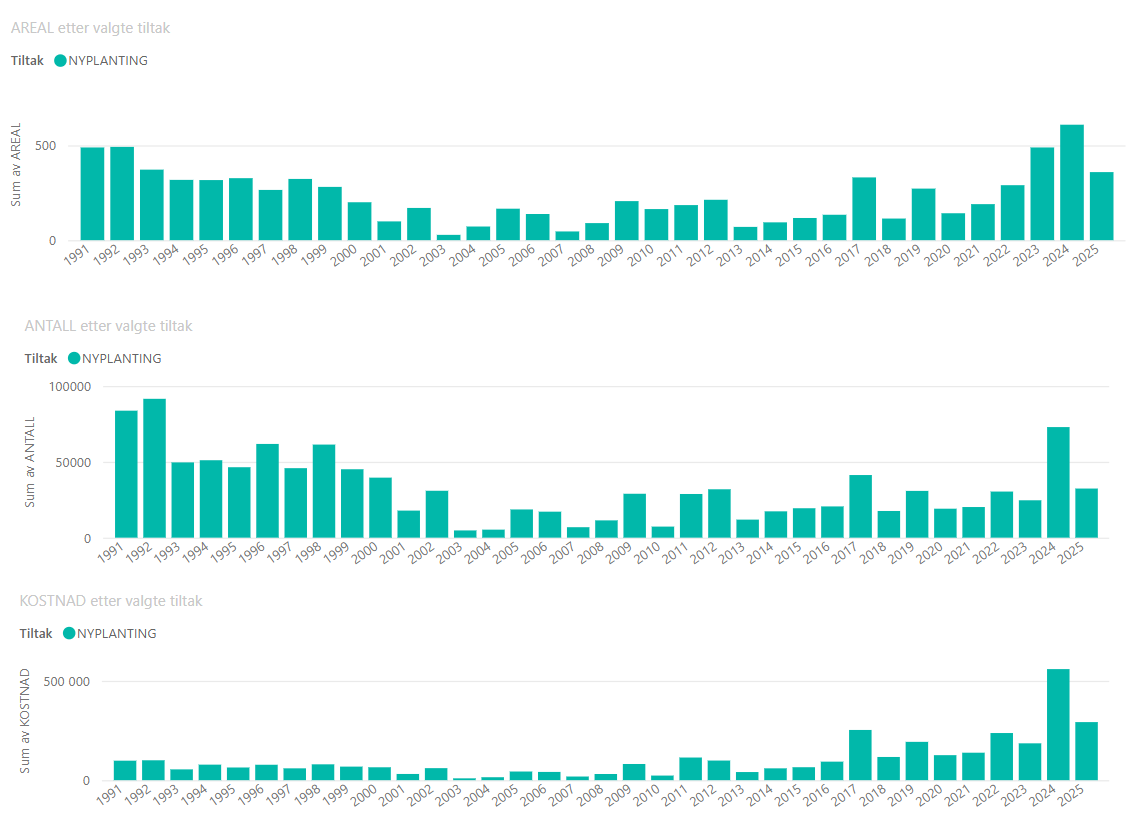 AREAL etter valgte tiltak
Tiltak NYPLANTING
Sum av AREAL
500
0
1991 1992 1993 1994 1995 1996 1997 1998 1999 2000 2001 2002 2003 2004 2005 2006 2007 2008 2009 2010 2011 2012 2013 2014 2015 2016 2017 2018 2019 2020 2021 2022 2023 2024 2025
ANTALL etter valgte tiltak
Tiltak NYPLANTING
Sum av ANTALL
100000
50000
0
1991 1992 1993 1994 1995 1996 1997 1998 1999 2000 2001 2002 2003 2004 2005 2006 2007 2008 2009 2010 2011 2012 2013 2014 2015 2016 2017 2018 2019 2020 2021 2022 2023 2024 2025
KOSTNAD etter valgte tiltak
Tiltak NYPLANTING
Sum av KOSTNAD
500 000
0
1991 1992 1993 1994 1995 1996 1997 1998 1999 2000 2001 2002 2003 2004 2005 2006 2007 2008 2009 2010 2011 2012 2013 2014 2015 2016 2017 2018 2019 2020 2021 2022 2023 2024 2025